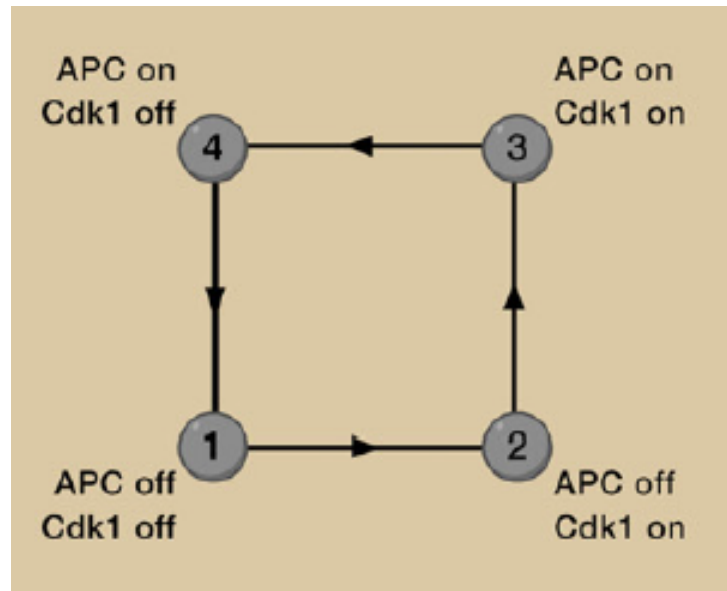 APC on
Cdk1 off
4
3
APC on
Cdk1 on
1
2
APC off
Cdk1 off
APC off
Cdk1 on